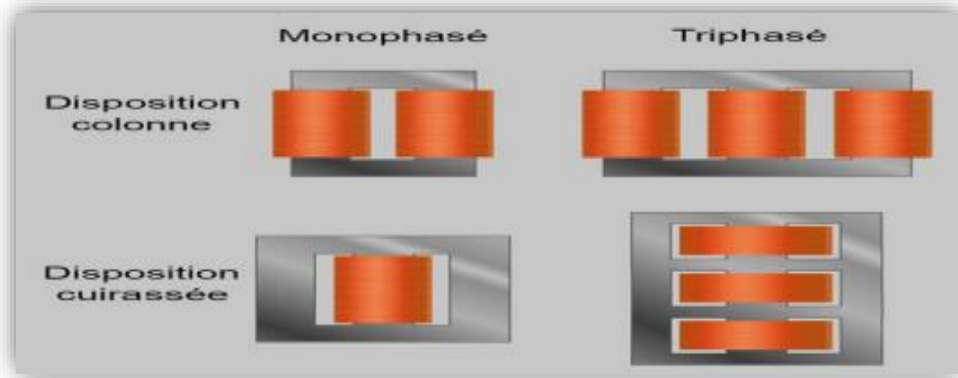 Monophasé
Triphasé
Disposition
colonne
Disposition
cuirassée